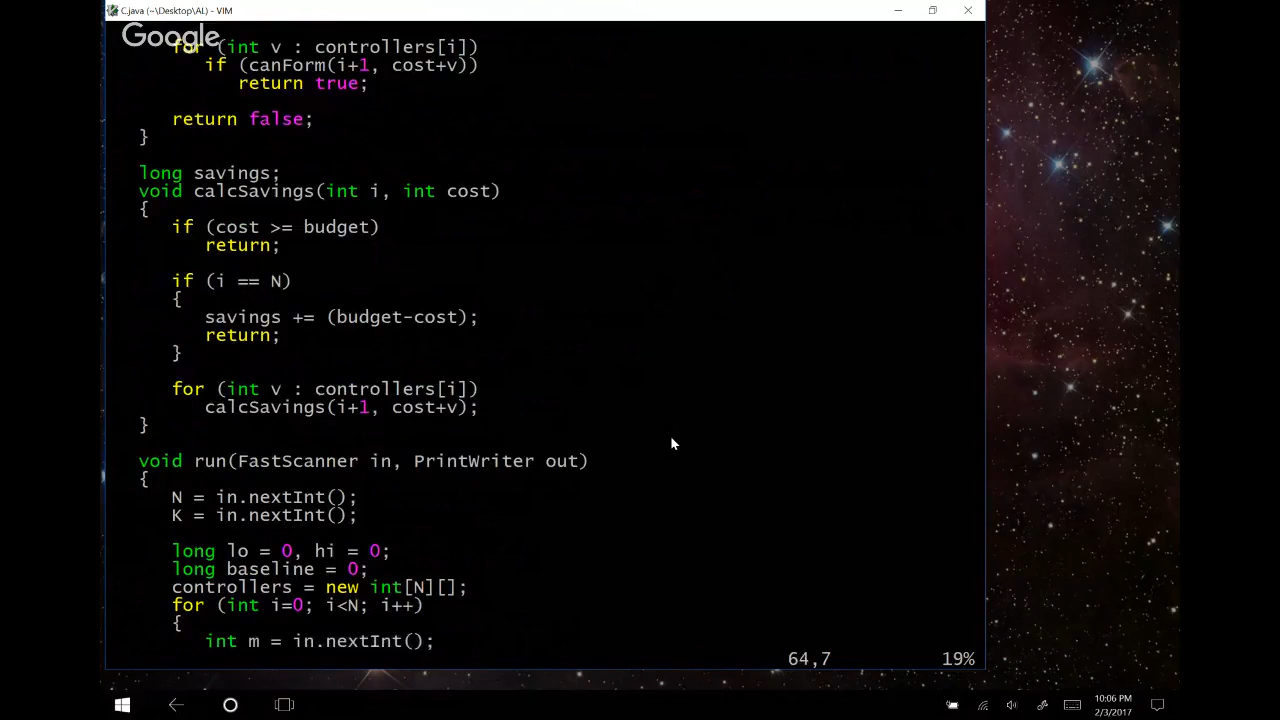 C.java (~\Desktop\AL) - VIM
Google
for (int v : controllers[i])
if (canForm(i+1, cost+v))
return true;
return false;
}
long savings;
void calcSavings(int i, int cost)
{
if (cost >= budget)
return;
if (i == N)
{
savings += (budget-cost);
return;
}
for (int v : controllers[i])
calcSavings(i+1, cost+v);
}
void run(FastScanner in, PrintWriter out)
{
N = in.nextInt();
K = in.nextInt();
long lo = 0, hi = 0;
long baseline = 0;
controllers = new int[N][];
for (int i=0; i<N; i++)
{
int m = in.nextInt();
64,7 19%
10:06 PM
2/3/2017